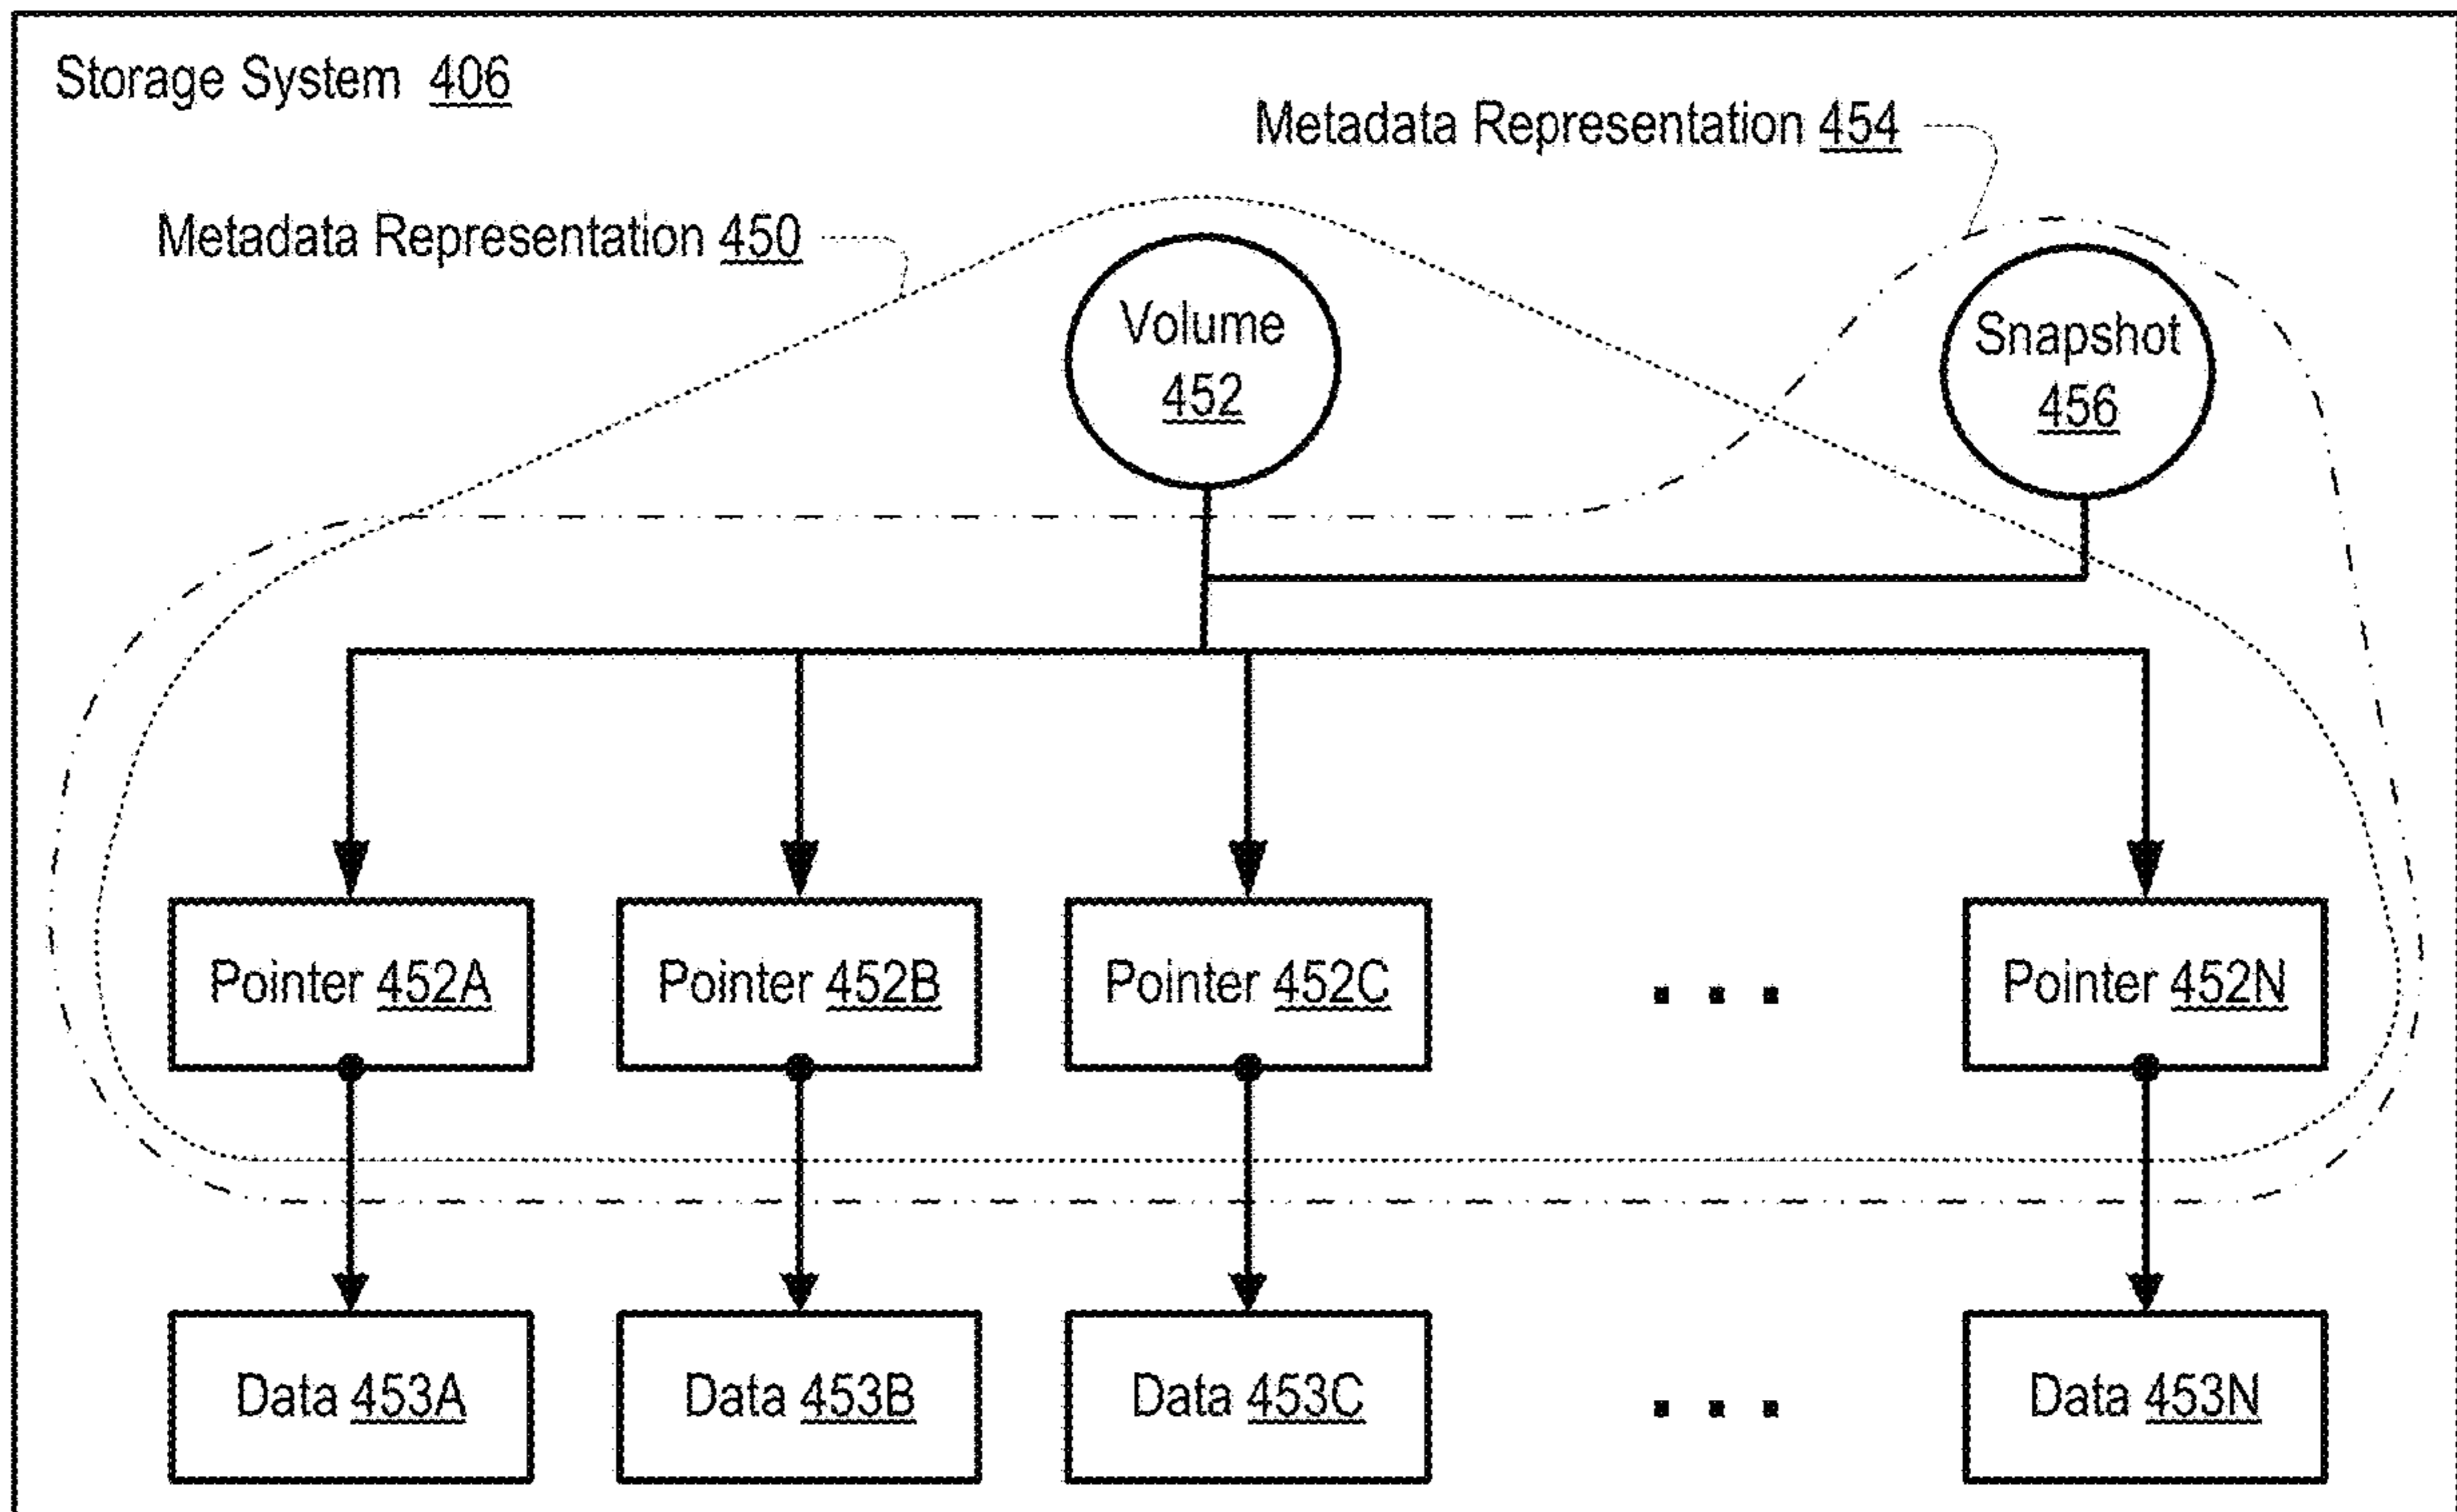 Storage System 406
Metadata Representation 454
Metadata Representation 450
Volume
452
Snapshot
456
Pointer 452A
Pointer 452B
Pointer 452C
. . .
Pointer 452N
Data 453A
Data 453B
Data 453C
. . .
Data 453N